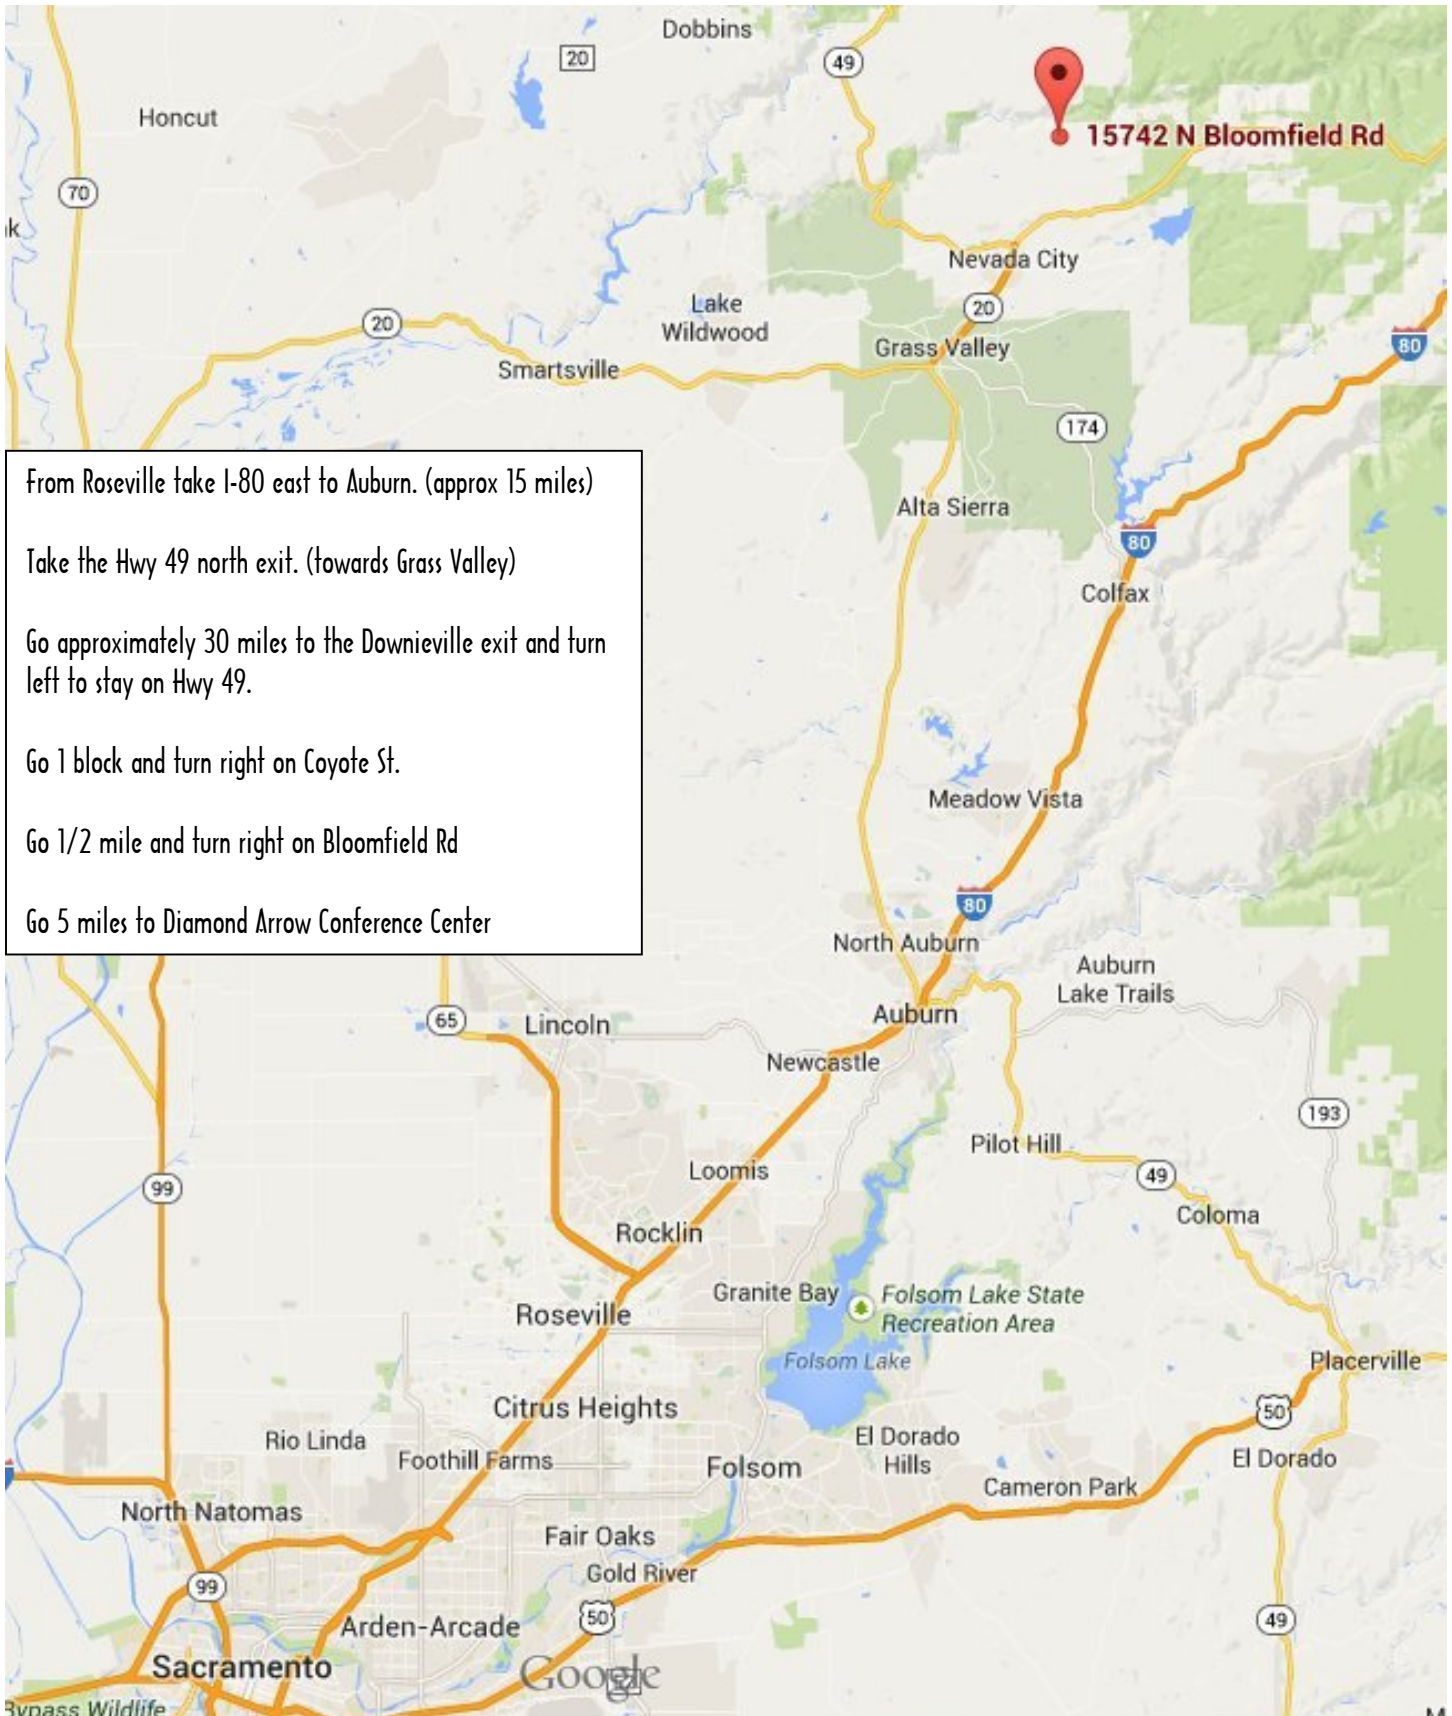 Dobbins
20
49
Honcut
15742 N Bloomfield Rd
70
k
Nevada City
Lake
Wildwood
20
20
Grass Valley
80
Smartsville
174
From Roseville take I-80 east to Auburn. (approx 15 miles)
Take the Hwy 49 north exit. (towards Grass Valley)
Go approximately 30 miles to the Downieville exit and turn
left to stay on Hwy 49.
Go 1 block and turn right on Coyote St.
Go 1/2 mile and turn right on Bloomfield Rd
Go 5 miles to Diamond Arrow Conference Center
Alta Sierra
80
Colfax
Meadow Vista
80
North Auburn
Auburn
Lake Trails
65
Lincoln
Auburn
Newcastle
193
Pilot Hill
Loomis
49
99
Coloma
Rocklin
Granite Bay
Folsom Lake State
Recreation Area
Roseville
Folsom Lake
Placerville
Citrus Heights
50
Rio Linda
Foothill Farms
El Dorado
Hills
Folsom
El Dorado
Cameron Park
North Natomas
Fair Oaks
Gold River
99
50
49
Arden-Arcade
Sacramento
Google
Bypass Wildlife